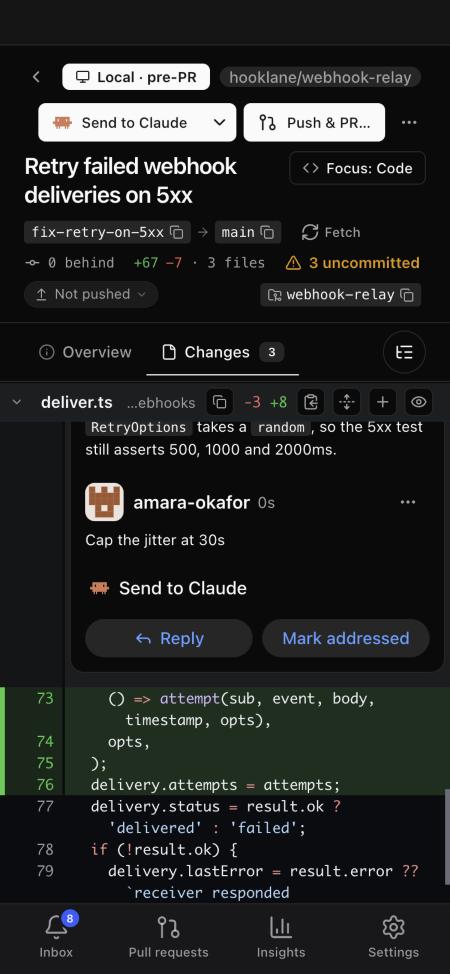 Local · pre-PR
hooklane/webhook-relay
Send to Claude
Push & PR...
Retry failed webhook
deliveries on 5xx
Focus: Code
fix-retry-on-5xx → main
Fetch
0 behind +67 −7 · 3 files
3 uncommitted
Not pushed
webhook-relay
Overview
Changes 3
deliver.ts …ebhooks -3 +8
RetryOptions takes a random, so the 5xx test
still asserts 500, 1000 and 2000ms.
amara-okafor 0s
Cap the jitter at 30s
Send to Claude
Reply
Mark addressed
73 () => attempt(sub, event, body,
timestamp, opts),
74 opts,
75 );
76 delivery.attempts = attempts;
77 delivery.status = result.ok ?
'delivered' : 'failed';
78 if (!result.ok) {
79 delivery.lastError = result.error ??
`receiver responded
8
Inbox
Pull requests
Insights
Settings